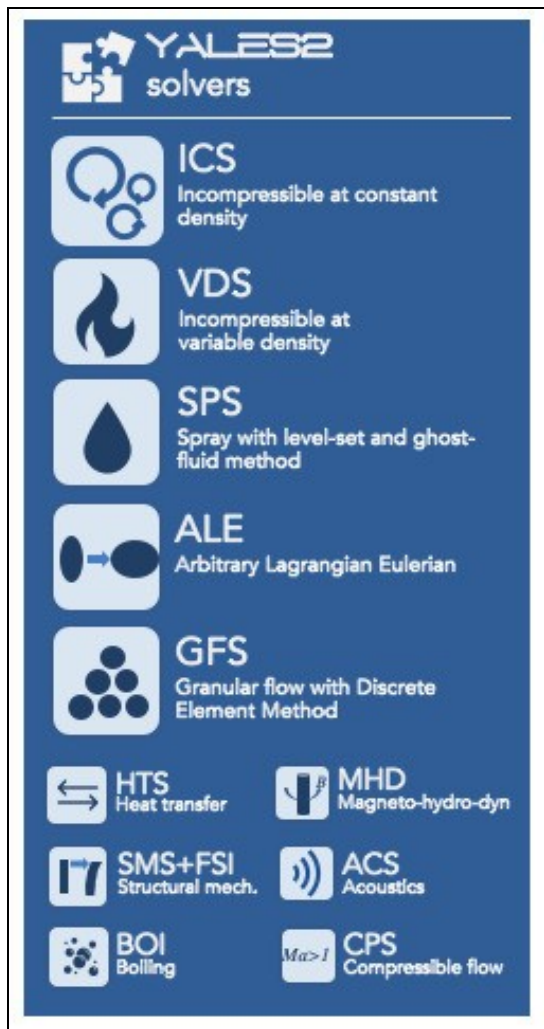 YALES2
solvers
ICS
Incompressible at constant
density
VDS
Incompressible at
variable density
SPS
Spray with level-set and ghost-
fluid method
ALE
Arbitrary Lagrangian Eulerian
GFS
Granular flow with Discrete
Element Method
HTS
Heat transfer
B
MHD
Magneto-hydro-dyn
SMS+FSI
Structural mech.
ACS
Acoustics
BOI
Boiling
Ma>1
CPS
Compressible flow